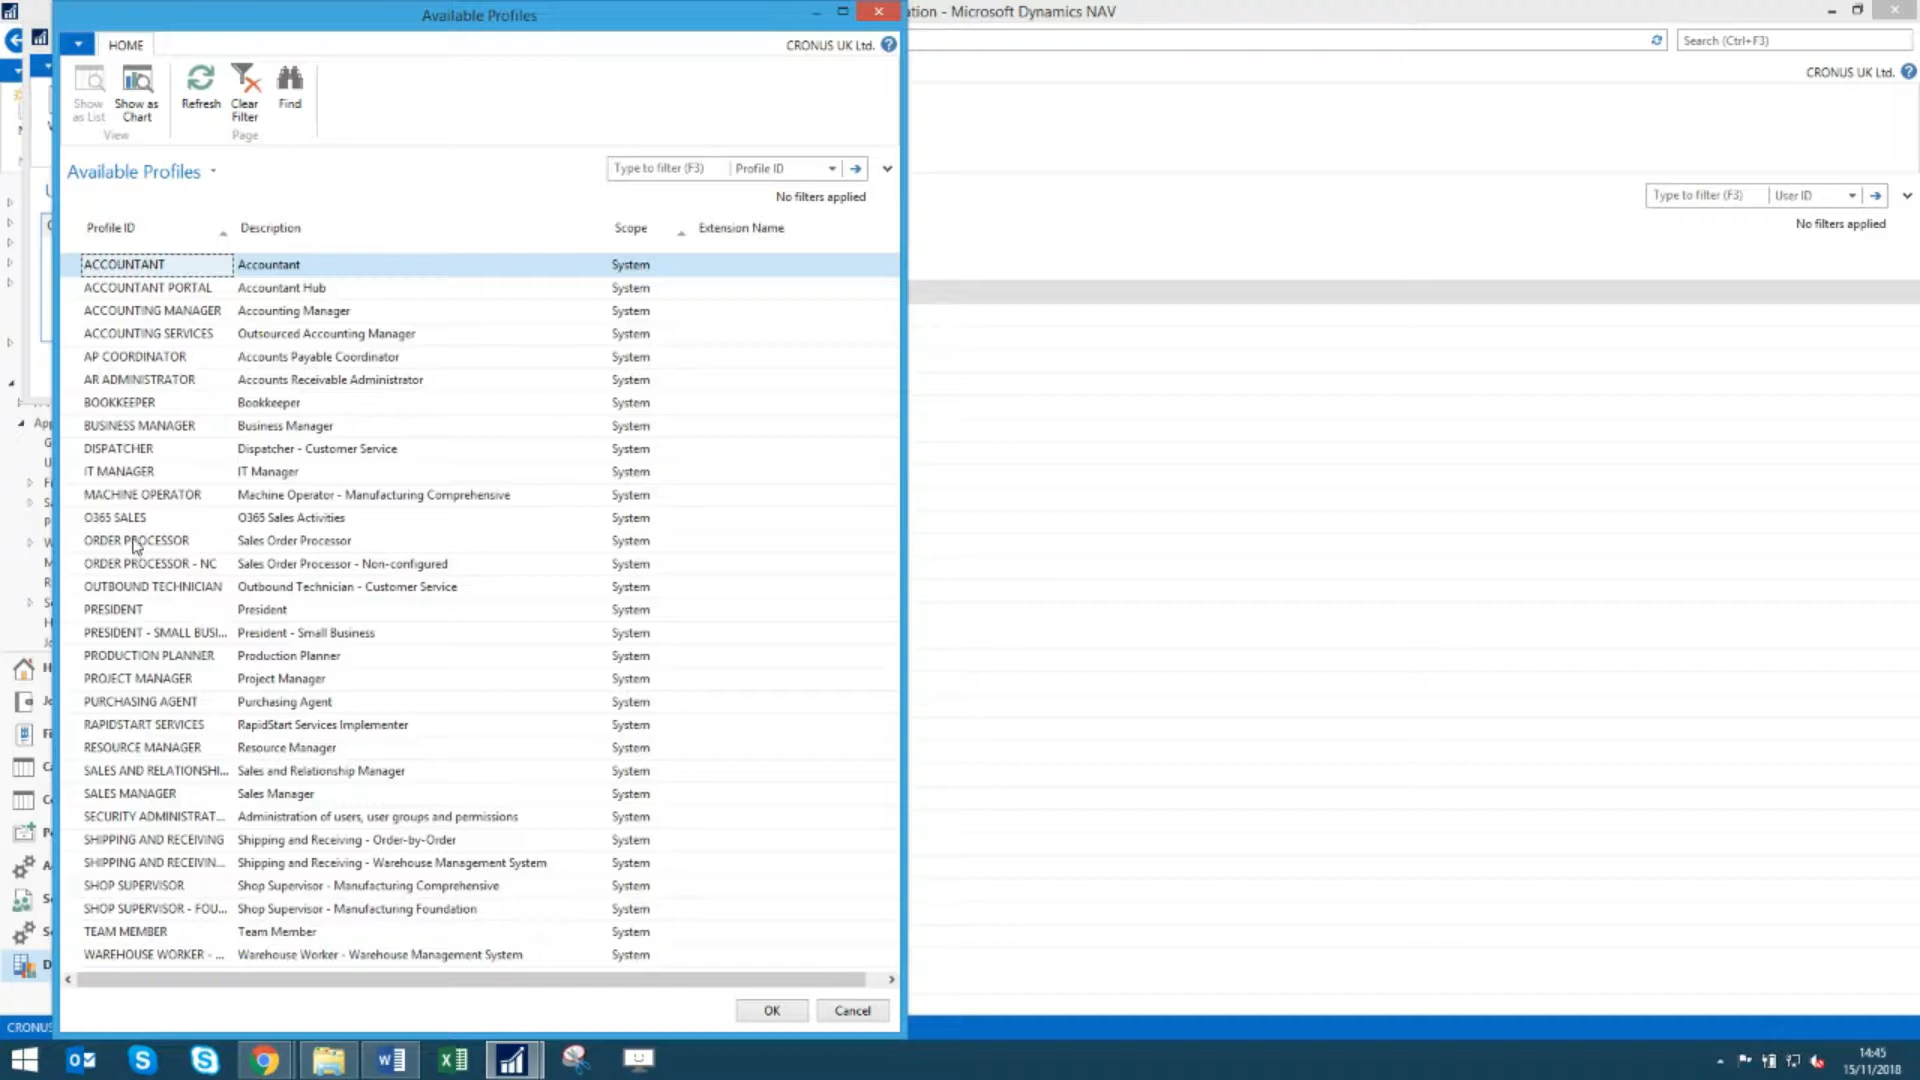 Available Profiles
ation - Microsoft Dynamics NAV
HOME
CRONUS UK Ltd.
Search (Ctrl+F3)
CRONUS UK Ltd.
Show as List
Show as Chart
Refresh
Clear Filter
Find
View
Page
Available Profiles
Type to filter (F3)
Profile ID
No filters applied
Type to filter (F3)
User ID
No filters applied
Profile ID Description Scope Extension Name
ACCOUNTANT Accountant System
ACCOUNTANT PORTAL Accountant Hub System
ACCOUNTING MANAGER Accounting Manager System
ACCOUNTING SERVICES Outsourced Accounting Manager System
AP COORDINATOR Accounts Payable Coordinator System
AR ADMINISTRATOR Accounts Receivable Administrator System
BOOKKEEPER Bookkeeper System
BUSINESS MANAGER Business Manager System
DISPATCHER Dispatcher - Customer Service System
IT MANAGER IT Manager System
MACHINE OPERATOR Machine Operator - Manufacturing Comprehensive System
O365 SALES O365 Sales Activities System
ORDER PROCESSOR Sales Order Processor System
ORDER PROCESSOR - NC Sales Order Processor - Non-configured System
OUTBOUND TECHNICIAN Outbound Technician - Customer Service System
PRESIDENT President System
PRESIDENT - SMALL BUSI... President - Small Business System
PRODUCTION PLANNER Production Planner System
PROJECT MANAGER Project Manager System
PURCHASING AGENT Purchasing Agent System
RAPIDSTART SERVICES RapidStart Services Implementer System
RESOURCE MANAGER Resource Manager System
SALES AND RELATIONSHI... Sales and Relationship Manager System
SALES MANAGER Sales Manager System
SECURITY ADMINISTRAT... Administration of users, user groups and permissions System
SHIPPING AND RECEIVING Shipping and Receiving - Order-by-Order System
SHIPPING AND RECEIVIN... Shipping and Receiving - Warehouse Management System System
SHOP SUPERVISOR Shop Supervisor - Manufacturing Comprehensive System
SHOP SUPERVISOR - FOU... Shop Supervisor - Manufacturing Foundation System
TEAM MEMBER Team Member System
WAREHOUSE WORKER - ... Warehouse Worker - Warehouse Management System System
OK
Cancel
CRONUS
14:45
15/11/2018